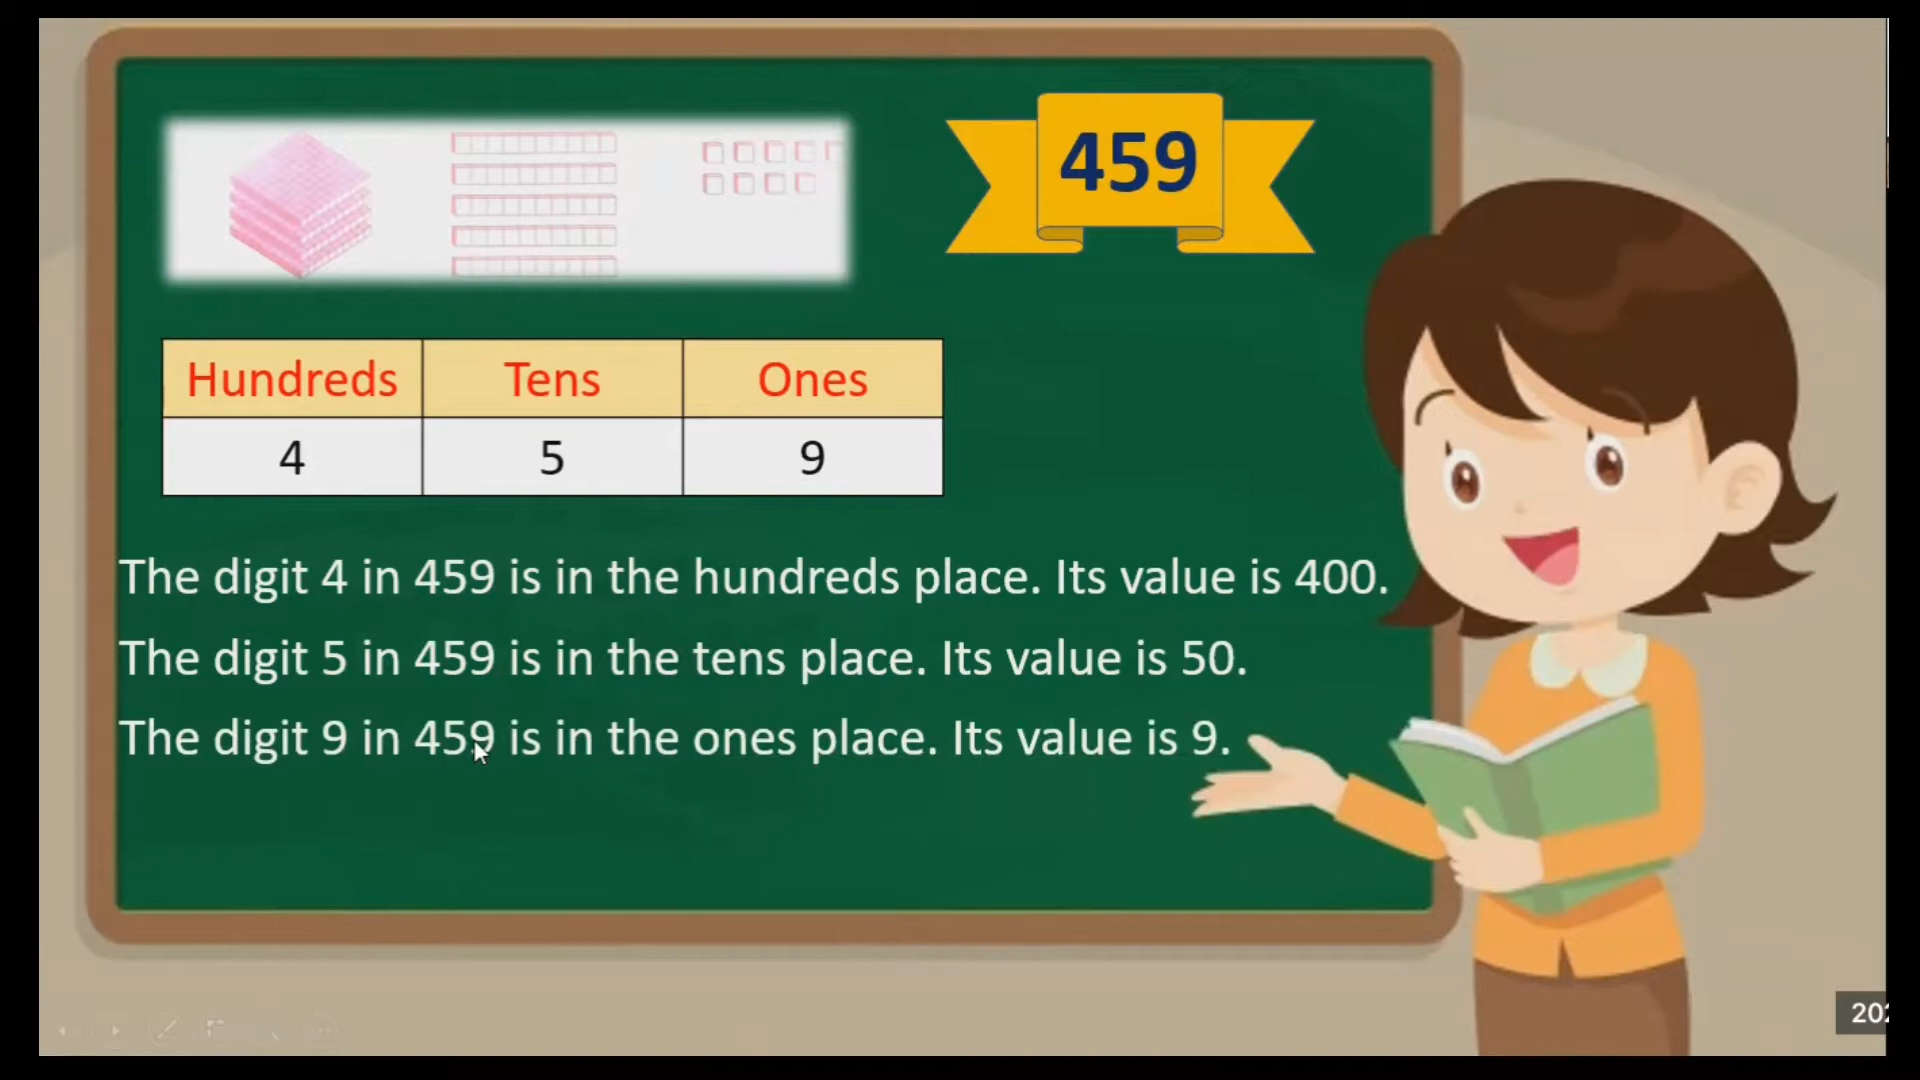 459
Hundreds Tens Ones
4 5 9
The digit 4 in 459 is in the hundreds place. Its value is 400.
The digit 5 in 459 is in the tens place. Its value is 50.
The digit 9 in 459 is in the ones place. Its value is 9.